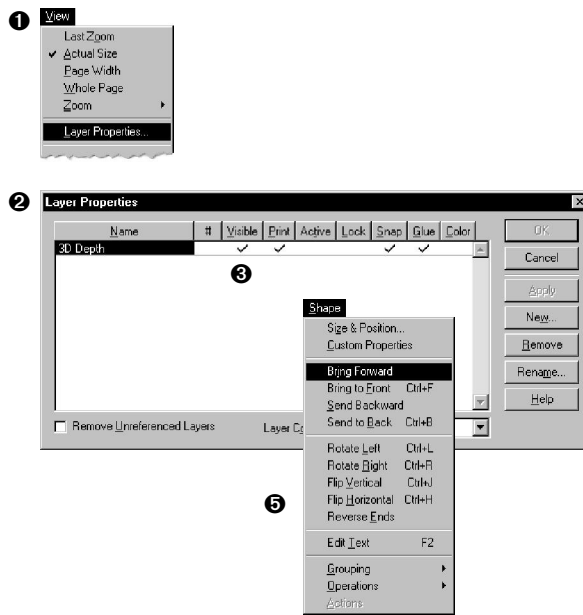 ❶ View
Last Zoom
✓ Actual Size
Page Width
Whole Page
Zoom
Layer Properties...
❷ Layer Properties
Name # Visible Print Active Lock Snap Glue Color
3D Depth ✓ ✓ ✓ ✓
OK
Cancel
Apply
New...
Remove
Rename...
Help
Remove Unreferenced Layers Layer C
❸
Shape
Size & Position...
Custom Properties
Bring Forward
Bring to Front Ctrl+F
Send Backward
Send to Back Ctrl+B
Rotate Left Ctrl+L
Rotate Right Ctrl+R
Flip Vertical Ctrl+J
Flip Horizontal Ctrl+H
Reverse Ends
❺
Edit Text F2
Grouping
Operations
Actions